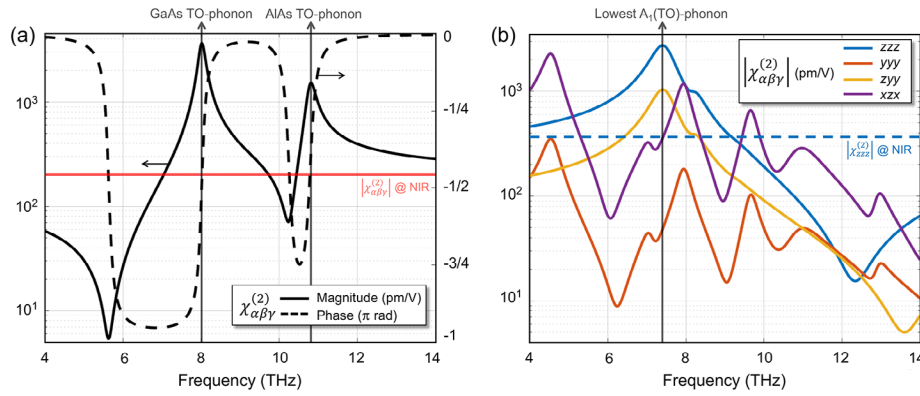 GaAs TO-phonon
AlAs TO-phonon
(a)
10³
10²
10¹
0
-1/4
-1/2
-3/4
-1
|χ⁽²⁾αβγ| @ NIR
χ⁽²⁾αβγ
Magnitude (pm/V)
Phase (π rad)
4 6 8 10 12 14
Frequency (THz)
Lowest Λ₁(TO)-phonon
(b)
10³
10²
10¹
|χ⁽²⁾αβγ| (pm/V)
zzz
yyy
zyy
xzx
|χ⁽²⁾zzz| @ NIR
4 6 8 10 12 14
Frequency (THz)